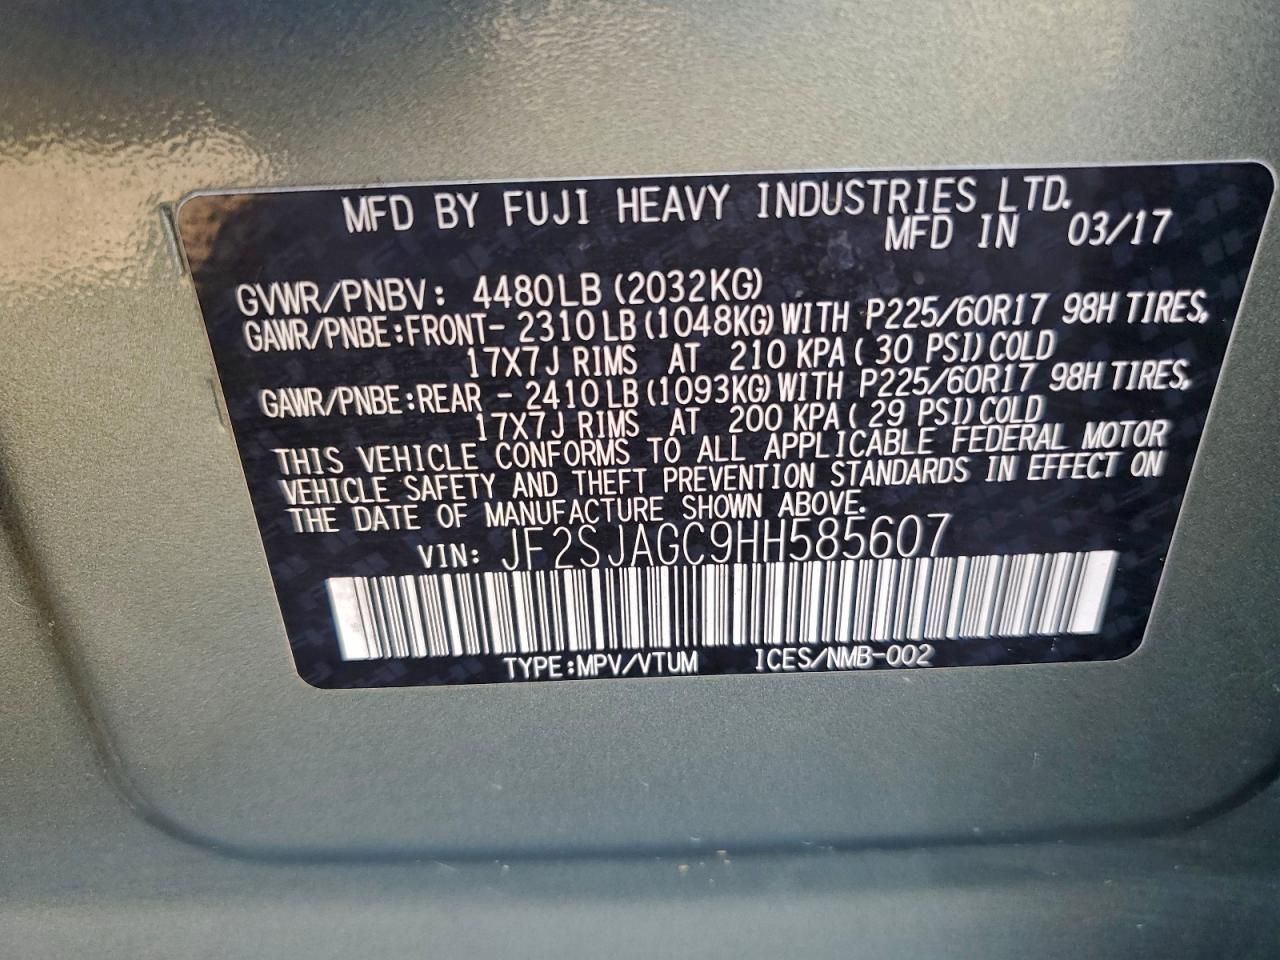 MFD BY FUJI HEAVY INDUSTRIES LTD.
MFD IN 03/17
GVWR/PNBV: 4480LB (2032KG)
GAWR/PNBE:FRONT- 2310LB (1048KG) WITH P225/60R17 98H TIRES,
17X7J RIMS AT 210 KPA ( 30 PSI) COLD
GAWR/PNBE:REAR - 2410LB (1093KG) WITH P225/60R17 98H TIRES,
17X7J RIMS AT 200 KPA ( 29 PSI) COLD
THIS VEHICLE CONFORMS TO ALL APPLICABLE FEDERAL MOTOR
VEHICLE SAFETY AND THEFT PREVENTION STANDARDS IN EFFECT ON
THE DATE OF MANUFACTURE SHOWN ABOVE.
VIN: JF2SJAGC9HH585607
TYPE:MPV/VTUM ICES/NMB-002